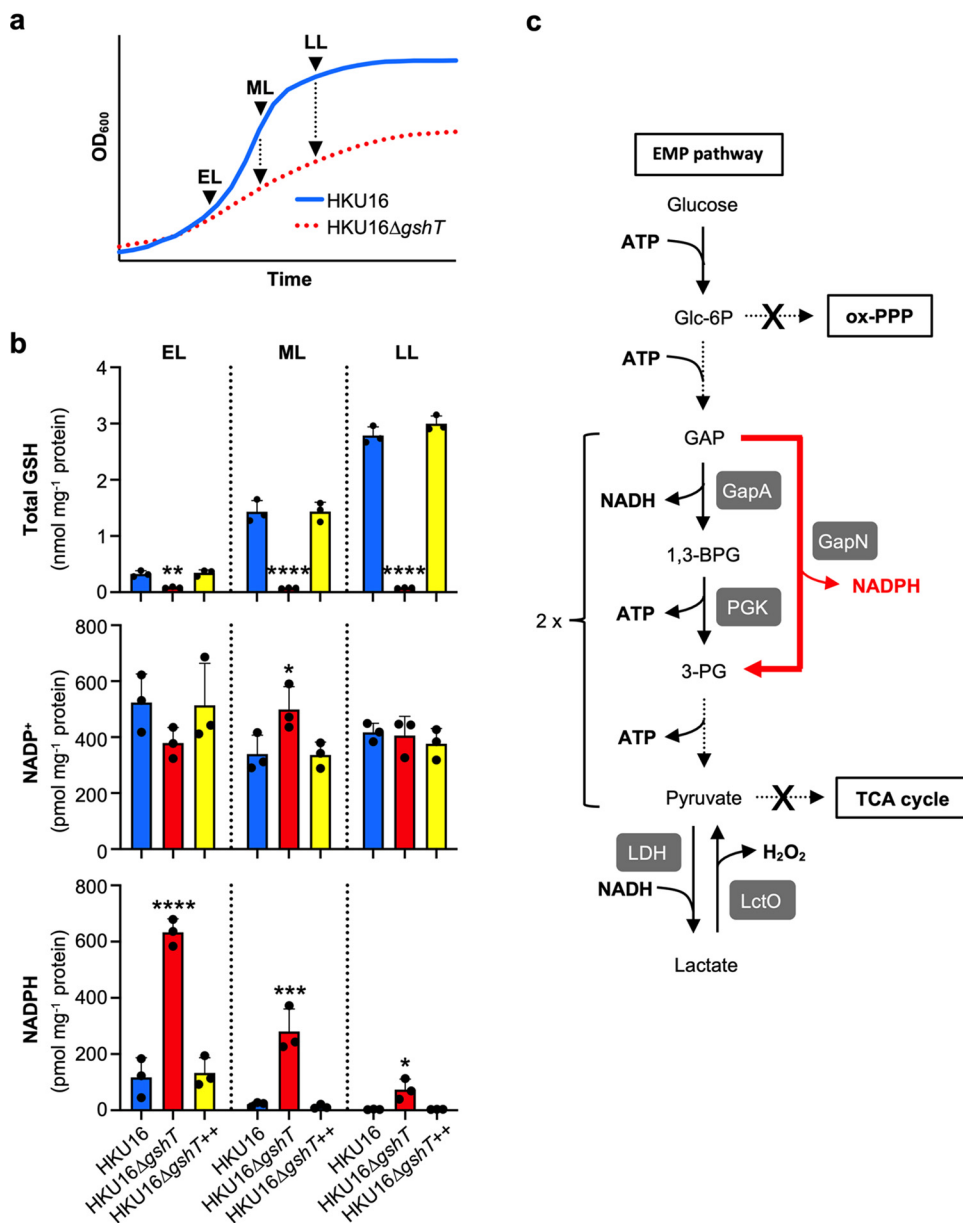 a
LL
ML
EL
OD600
HKU16
HKU16ΔgshT
Time
b
EL ML LL
Total GSH
(nmol mg-1 protein)
4
3
2
1
0
**
****
****
NADP+
(pmol mg-1 protein)
800
600
400
200
0
*
NADPH
(pmol mg-1 protein)
800
600
400
200
0
****
***
*
HKU16
HKU16ΔgshT
HKU16ΔgshT++
HKU16
HKU16ΔgshT
HKU16ΔgshT++
HKU16
HKU16ΔgshT
HKU16ΔgshT++
c
EMP pathway
Glucose
ATP
Glc-6P X ox-PPP
ATP
GAP
NADH GapA
GapN
1,3-BPG
NADPH
2 x
ATP PGK
3-PG
ATP
Pyruvate X TCA cycle
LDH
H2O2
NADH
LctO
Lactate